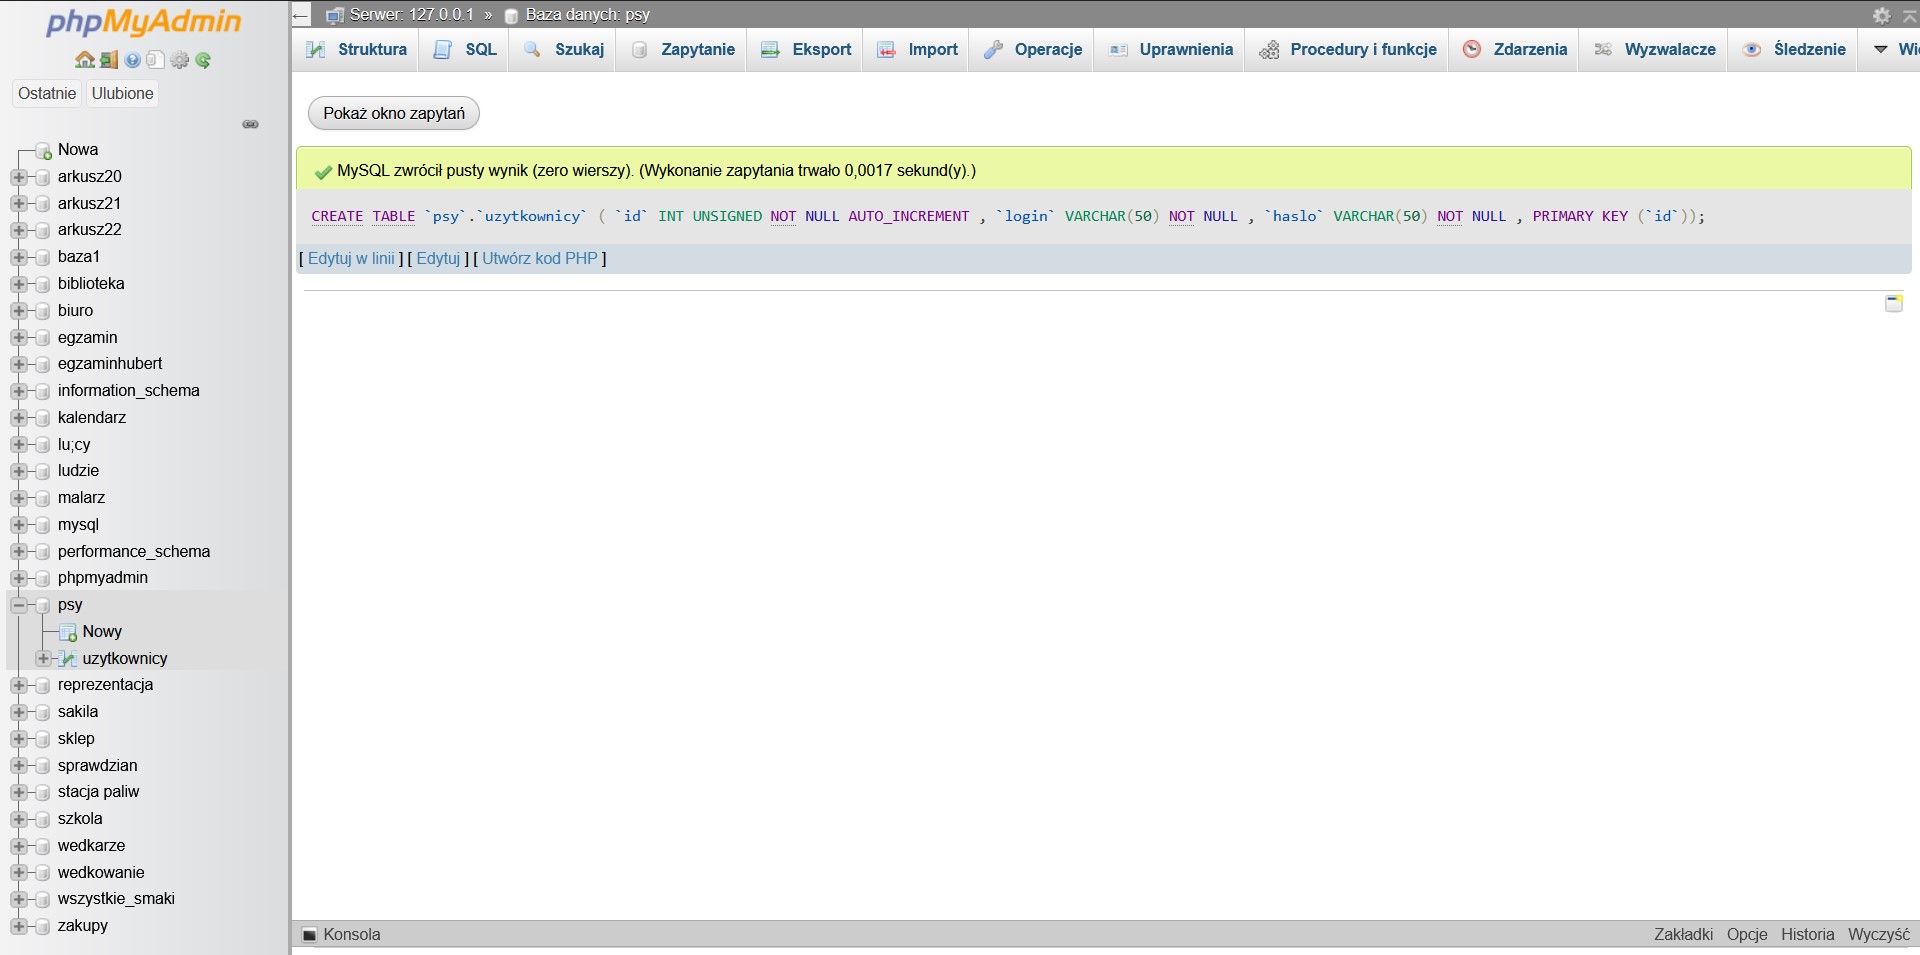 phpMyAdmin
Ostatnie Ulubione
Nowa
arkusz20
arkusz21
arkusz22
baza1
biblioteka
biuro
egzamin
egzaminhubert
information_schema
kalendarz
lu;cy
ludzie
malarz
mysql
performance_schema
phpmyadmin
psy
Nowy
uzytkownicy
reprezentacja
sakila
sklep
sprawdzian
stacja paliw
szkola
wedkarze
wedkowanie
wszystkie_smaki
zakupy
← Serwer: 127.0.0.1 » Baza danych: psy
Struktura SQL Szukaj Zapytanie Eksport Import Operacje Uprawnienia Procedury i funkcje Zdarzenia Wyzwalacze Śledzenie Wi
Pokaż okno zapytań
MySQL zwrócił pusty wynik (zero wierszy). (Wykonanie zapytania trwało 0,0017 sekund(y).)
CREATE TABLE `psy`.`uzytkownicy` ( `id` INT UNSIGNED NOT NULL AUTO_INCREMENT , `login` VARCHAR(50) NOT NULL , `haslo` VARCHAR(50) NOT NULL , PRIMARY KEY (`id`));
[ Edytuj w linii ] [ Edytuj ] [ Utwórz kod PHP ]
Konsola Zakładki Opcje Historia Wyczyść